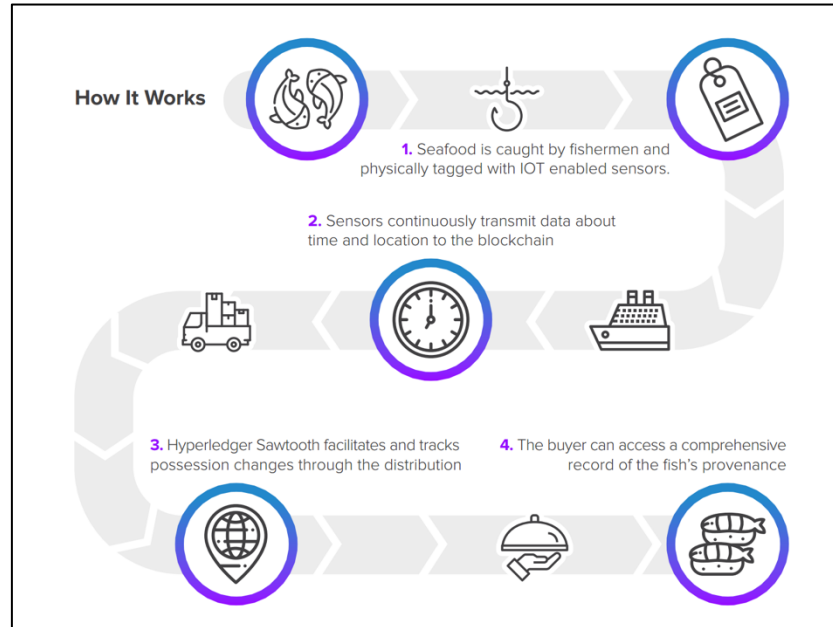 How It Works
1. Seafood is caught by fishermen and
physically tagged with IOT enabled sensors.
2. Sensors continuously transmit data about
time and location to the blockchain
3. Hyperledger Sawtooth facilitates and tracks
possession changes through the distribution
4. The buyer can access a comprehensive
record of the fish's provenance